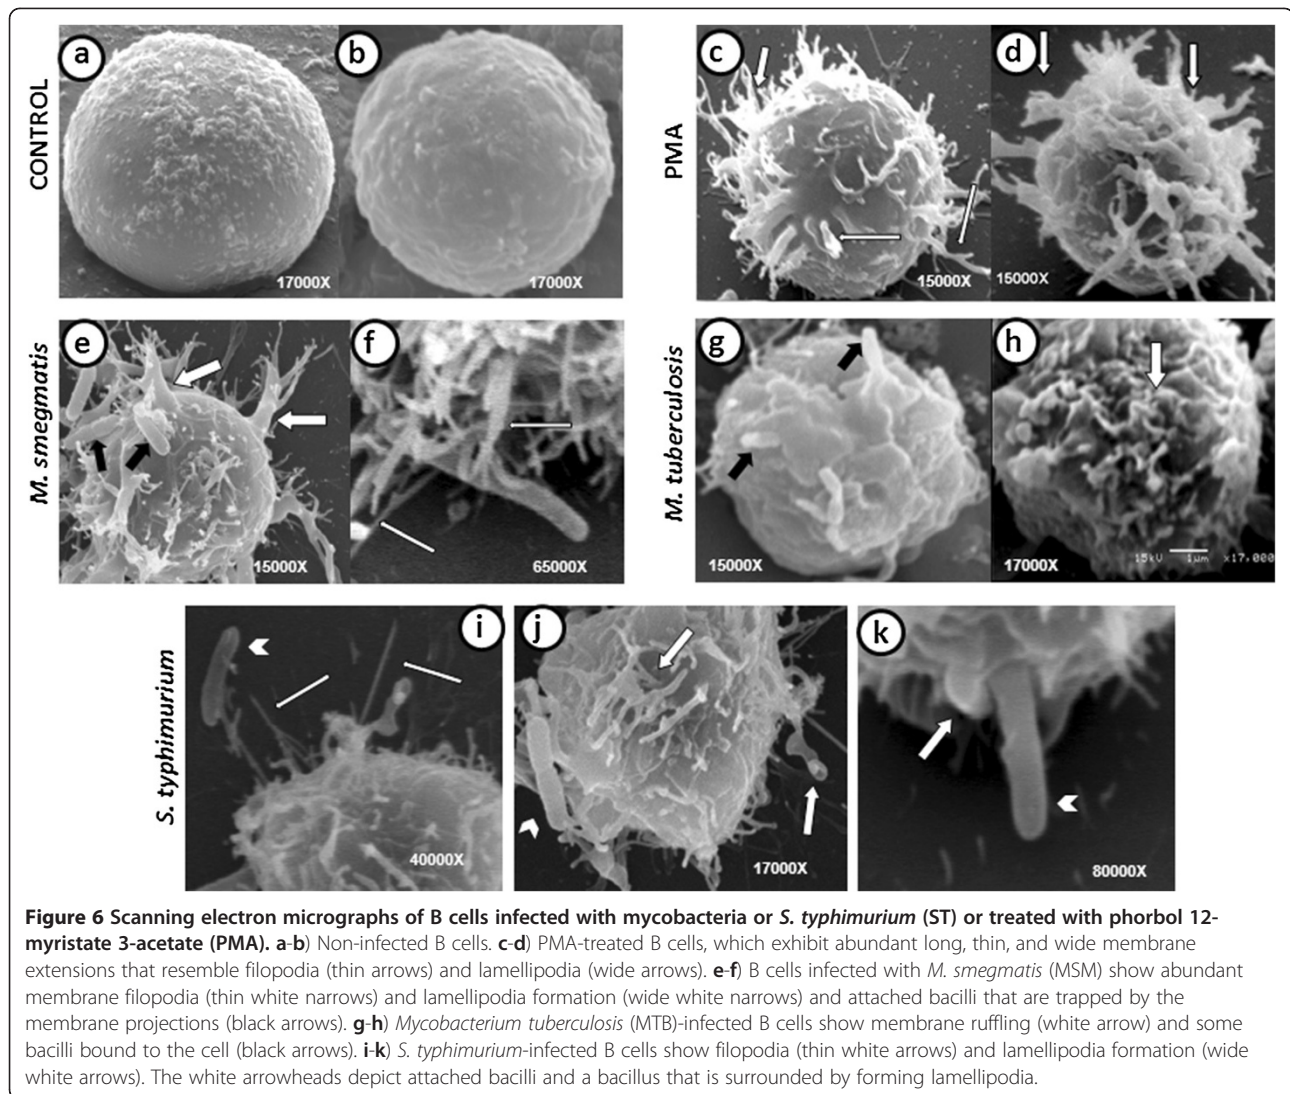 CONTROL
a
b
17000X
17000X
PMA
c
d
15000X
15000X
M. smegmatis
e
f
15000X
65000X
M. tuberculosis
g
h
15000X
17000X
15kV 1µm x17,000
S. typhimurium
i
j
k
40000X
17000X
80000X
Figure 6 Scanning electron micrographs of B cells infected with mycobacteria or S. typhimurium (ST) or treated with phorbol 12-
myristate 3-acetate (PMA). a-b) Non-infected B cells. c-d) PMA-treated B cells, which exhibit abundant long, thin, and wide membrane
extensions that resemble filopodia (thin arrows) and lamellipodia (wide arrows). e-f) B cells infected with M. smegmatis (MSM) show abundant
membrane filopodia (thin white narrows) and lamellipodia formation (wide white narrows) and attached bacilli that are trapped by the
membrane projections (black arrows). g-h) Mycobacterium tuberculosis (MTB)-infected B cells show membrane ruffling (white arrow) and some
bacilli bound to the cell (black arrows). i-k) S. typhimurium-infected B cells show filopodia (thin white arrows) and lamellipodia formation (wide
white arrows). The white arrowheads depict attached bacilli and a bacillus that is surrounded by forming lamellipodia.